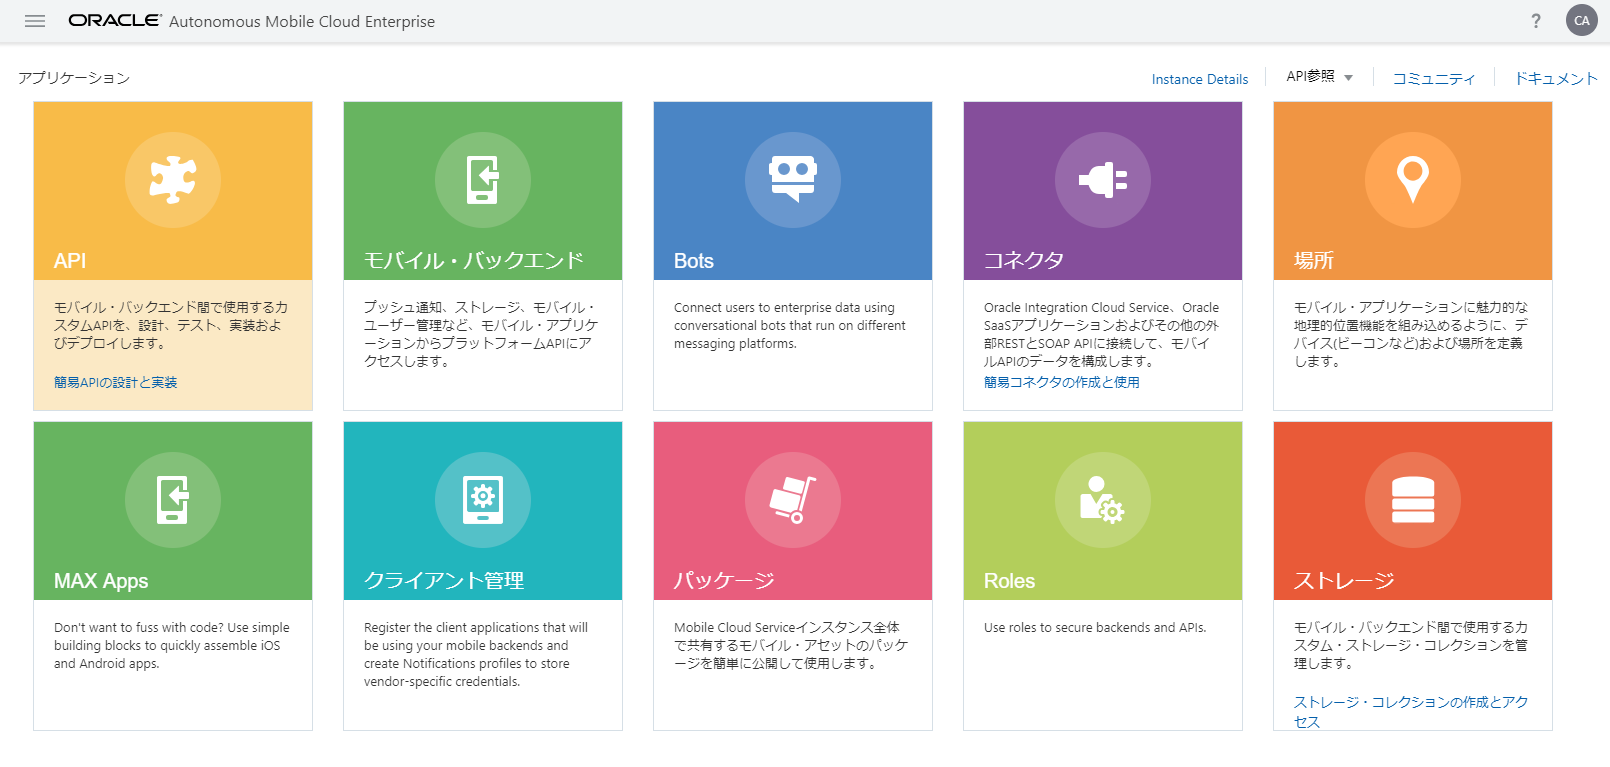 ORACLE Autonomous Mobile Cloud Enterprise
? CA
アプリケーション
Instance Details
API参照
コミュニティ
ドキュメント
API
モバイル・バックエンド間で使用するカ
スタムAPIを、設計、テスト、実装およ
びデプロイします。
簡易APIの設計と実装
モバイル・バックエンド
プッシュ通知、ストレージ、モバイル・
ユーザー管理など、モバイル・アプリケ
ーションからプラットフォームAPIにア
クセスします。
Bots
Connect users to enterprise data using
conversational bots that run on different
messaging platforms.
コネクタ
Oracle Integration Cloud Service、Oracle
SaaSアプリケーションおよびその他の外
部RESTとSOAP APIに接続して、モバイ
ルAPIのデータを構成します。
簡易コネクタの作成と使用
場所
モバイル・アプリケーションに魅力的な
地理的位置機能を組み込めるように、デ
バイス(ビーコンなど)および場所を定義
します。
MAX Apps
Don't want to fuss with code? Use simple
building blocks to quickly assemble iOS
and Android apps.
クライアント管理
Register the client applications that will
be using your mobile backends and
create Notifications profiles to store
vendor-specific credentials.
パッケージ
Mobile Cloud Serviceインスタンス全体
で共有するモバイル・アセットのパッケ
ージを簡単に公開して使用します。
Roles
Use roles to secure backends and APIs.
ストレージ
モバイル・バックエンド間で使用するカ
スタム・ストレージ・コレクションを管
理します。
ストレージ・コレクションの作成とアク
セス